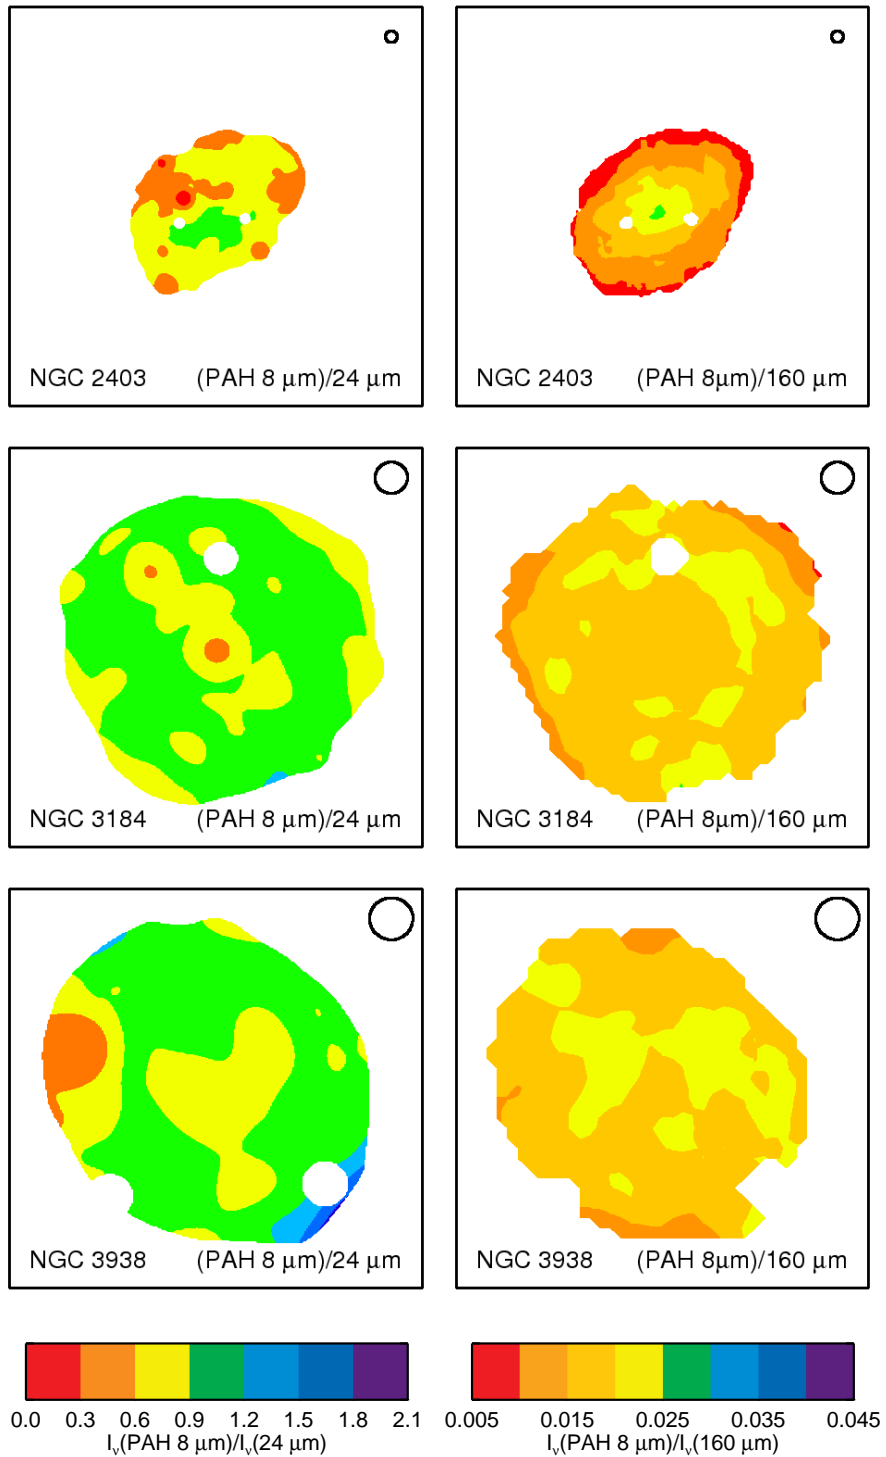 NGC 2403 (PAH 8 μm)/24 μm
NGC 2403 (PAH 8μm)/160 μm
NGC 3184 (PAH 8 μm)/24 μm
NGC 3184 (PAH 8μm)/160 μm
NGC 3938 (PAH 8 μm)/24 μm
NGC 3938 (PAH 8μm)/160 μm
0.0 0.3 0.6 0.9 1.2 1.5 1.8 2.1
Iν(PAH 8 μm)/Iν(24 μm)
0.005 0.015 0.025 0.035 0.045
Iν(PAH 8 μm)/Iν(160 μm)